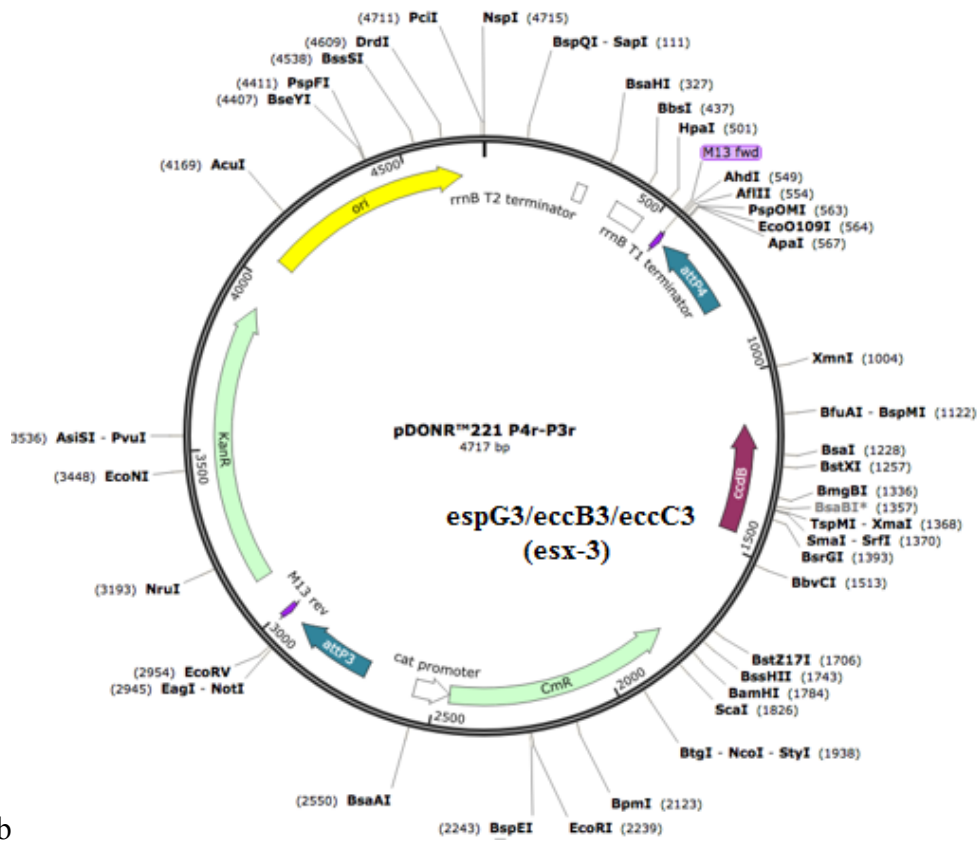 (4711) PciI
NspI (4715)
(4609) DrdI
BspQI - SapI (111)
(4538) BssSI
(4411) PspFI
BsaHI (327)
(4407) BseYI
BbsI (437)
HpaI (501)
M13 fwd
(4169) AcuI
AhdI (549)
AflII (554)
PspOMI (563)
EcoO109I (564)
ApaI (567)
4500
ori
rrnB T2 terminator
500
rrnB T1 terminator
attP4
4000
1000
XmnI (1004)
BfuAI - BspMI (1122)
3536) AsiSI - PvuI
(3448) EcoNI
3500
KanR
pDONR™221 P4r-P3r
4717 bp
ccdB
BsaI (1228)
BstXI (1257)
BmgBI (1336)
BsaBI* (1357)
TspMI - XmaI (1368)
SmaI - SrfI (1370)
BsrGI (1393)
espG3/eccB3/eccC3
(esx-3)
1500
BbvCI (1513)
(3193) NruI
M13 rev
3000
attP3
cat promoter
CmR
2000
2500
BstZ17I (1706)
BssHII (1743)
BamHI (1784)
ScaI (1826)
(2954) EcoRV
(2945) EagI - NotI
BtgI - NcoI - StyI (1938)
(2550) BsaAI
BpmI (2123)
(2243) BspEI
EcoRI (2239)
b